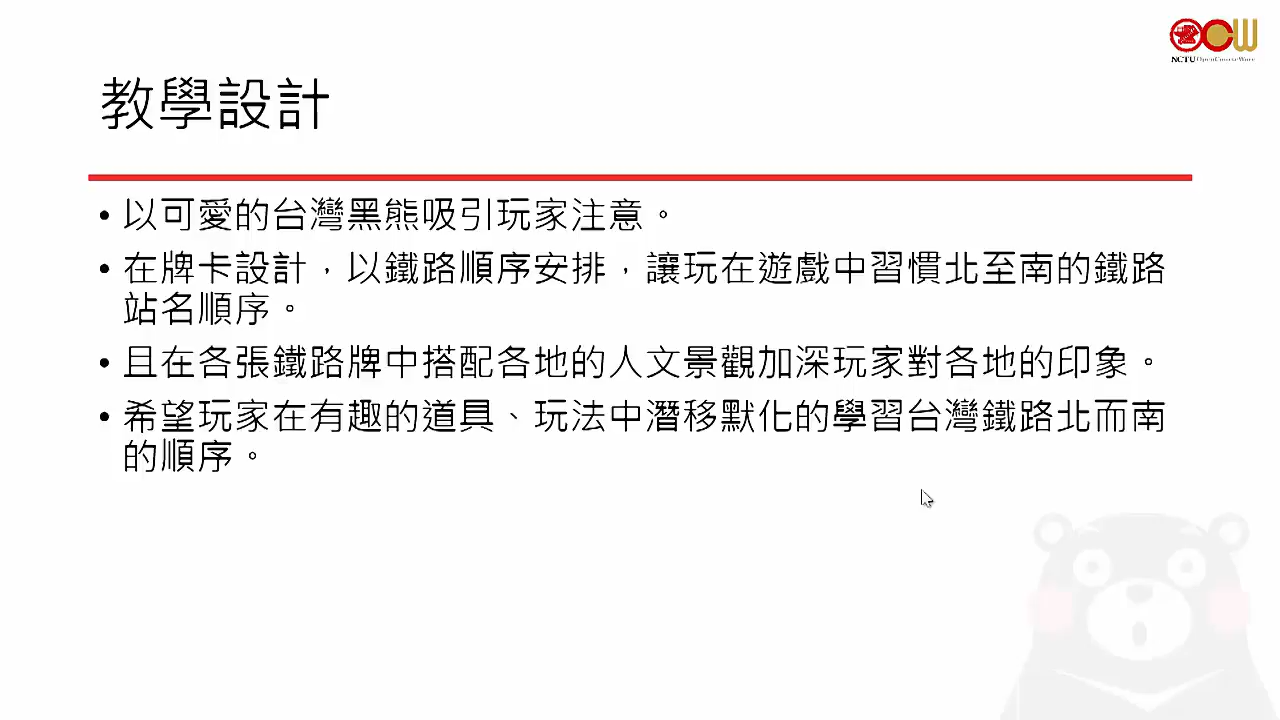 OCW
NCTU OpenCourseWare
教學設計
• 以可愛的台灣黑熊吸引玩家注意。
• 在牌卡設計，以鐵路順序安排，讓玩在遊戲中習慣北至南的鐵路
站名順序。
• 且在各張鐵路牌中搭配各地的人文景觀加深玩家對各地的印象。
• 希望玩家在有趣的道具、玩法中潛移默化的學習台灣鐵路北而南
的順序。